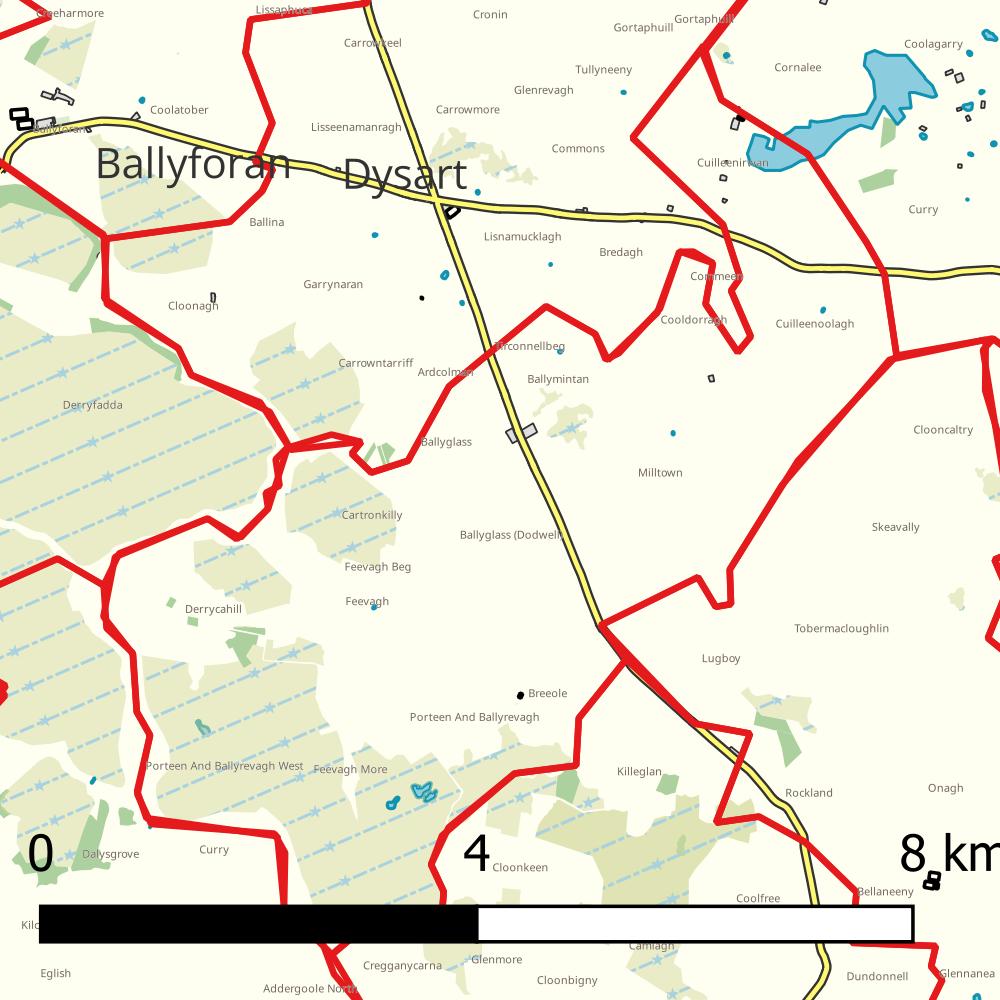 Creeharmore
Lissaphuca
Cronin
Gortaphuill
Gortaphuill
Carrowkeel
Coolagarry
Tullyneeny
Cornalee
Glenrevagh
Coolatober
Carrowmore
Ballyforan
Lisseenamanragh
Commons
Ballyforan
Dysart
Cuilleenirwan
Curry
Ballina
Lisnamucklagh
Bredagh
Commeen
Garrynaran
Cloonagh
Cooldorragh
Cuilleenoolagh
Tirconnellbeg
Carrowntarriff
Ardcolman
Ballymintan
Derryfadda
Clooncaltry
Ballyglass
Milltown
Cartronkilly
Skeavally
Ballyglass (Dodwell)
Feevagh Beg
Feevagh
Derrycahill
Tobermacloughlin
Lugboy
Breole
Porteen And Ballyrevagh
Porteen And Ballyrevagh West
Feevagh More
Killeglan
Rockland
Onagh
0
4
8 km
Dalysgrove
Curry
Cloonkeen
Coolfree
Bellaneeny
Camlagh
Glenmore
Cregganycarna
Eglish
Cloonbigny
Dundonnell
Glennanea
Addergoole North